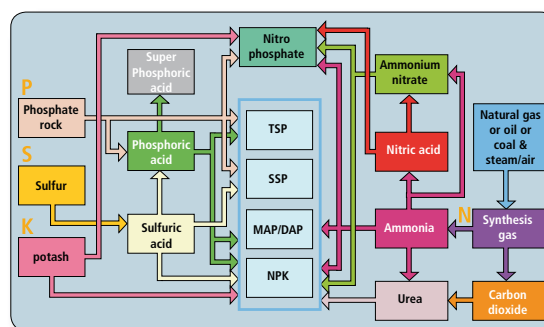 Super
Phosphoric
acid
Nitro
phosphate
Ammonium
nitrate
P
Phosphate
rock
Natural gas
or oil or
coal &
steam/air
TSP
Phosphoric
acid
Nitric acid
S
Sulfur
SSP
K
potash
Sulfuric
acid
MAP/DAP
Ammonia
N
Synthesis
gas
NPK
Urea
Carbon
dioxide